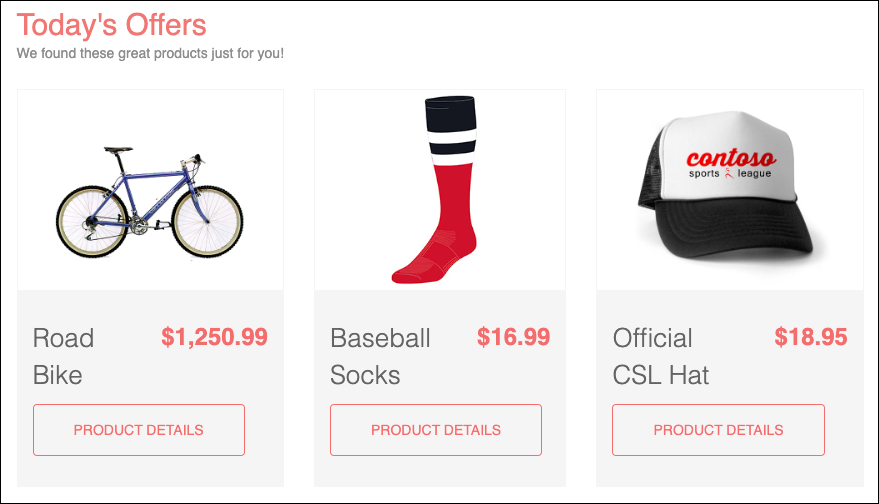 Today's Offers
We found these great products just for you!
contoso
sports league
Road
Bike
$1,250.99
PRODUCT DETAILS
Baseball
Socks
$16.99
PRODUCT DETAILS
Official
CSL Hat
$18.95
PRODUCT DETAILS